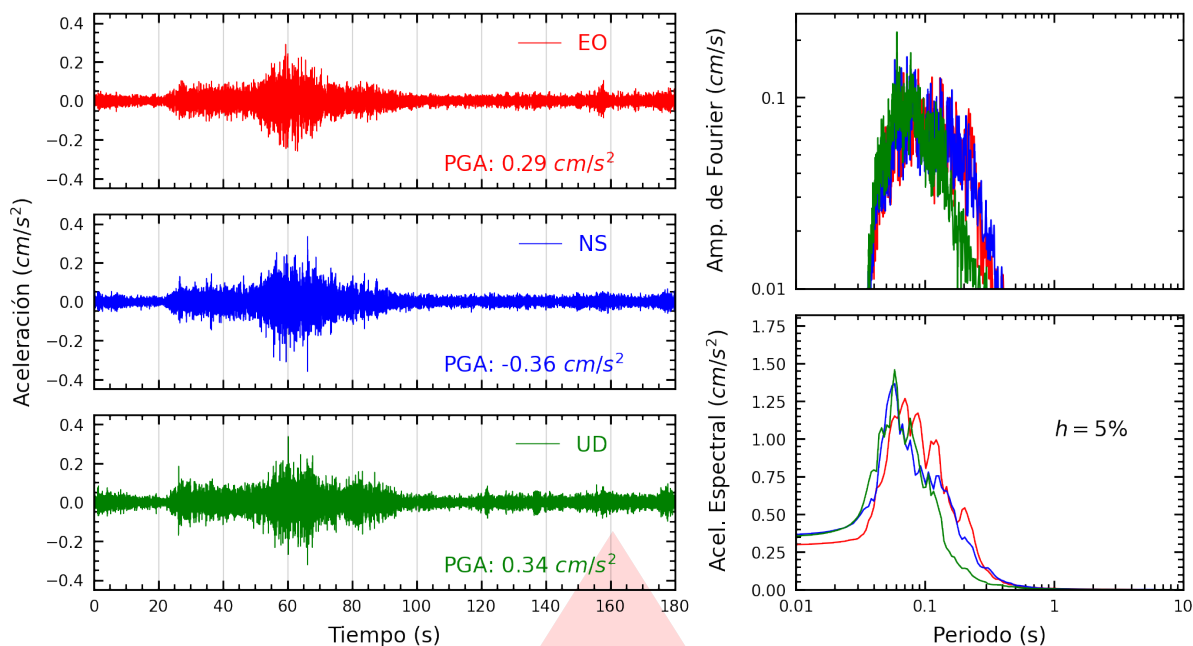 Aceleración (cm/s²)
0.4
0.2
0.0
−0.2
−0.4
EO
PGA: 0.29 cm/s²
0.4
0.2
0.0
−0.2
−0.4
NS
PGA: -0.36 cm/s²
0.4
0.2
0.0
−0.2
−0.4
UD
PGA: 0.34 cm/s²
0 20 40 60 80 100 120 140 160 180
Tiempo (s)
Amp. de Fourier (cm/s)
0.1
0.01
Acel. Espectral (cm/s²)
1.75
1.50
1.25
1.00
0.75
0.50
0.25
0.00
h = 5%
0.01 0.1 1 10
Periodo (s)